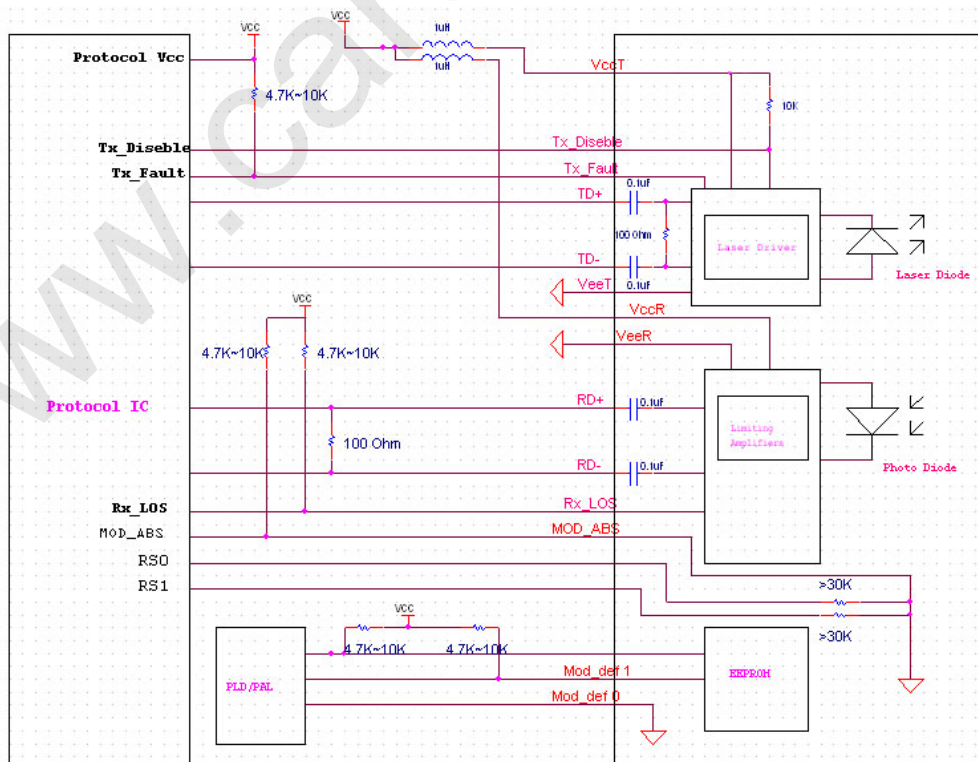 www.ca
VCC
VCC
1uH
1uH
Protocol Vcc
VccT
4.7K~10K
10K
Tx_Diseble
Tx_Diseble
Tx_Fault
Tx_Fault
0.1uF
TD+
100 Ohm
Laser Driver
TD-
Laser Diode
VeeT
0.1uF
VCC
VccR
VeeR
4.7K~10K
4.7K~10K
Protocol IC
RD+
0.1uF
100 Ohm
Limiting
Amplifiers
RD-
0.1uF
Photo Diode
Rx_LOS
Rx_LOS
MOD_ABS
MOD_ABS
RS0
RS1
>30K
VCC
>30K
4.7K~10K
4.7K~10K
Mod_def 1
PLD/PAL
EEPROM
Mod_def 0